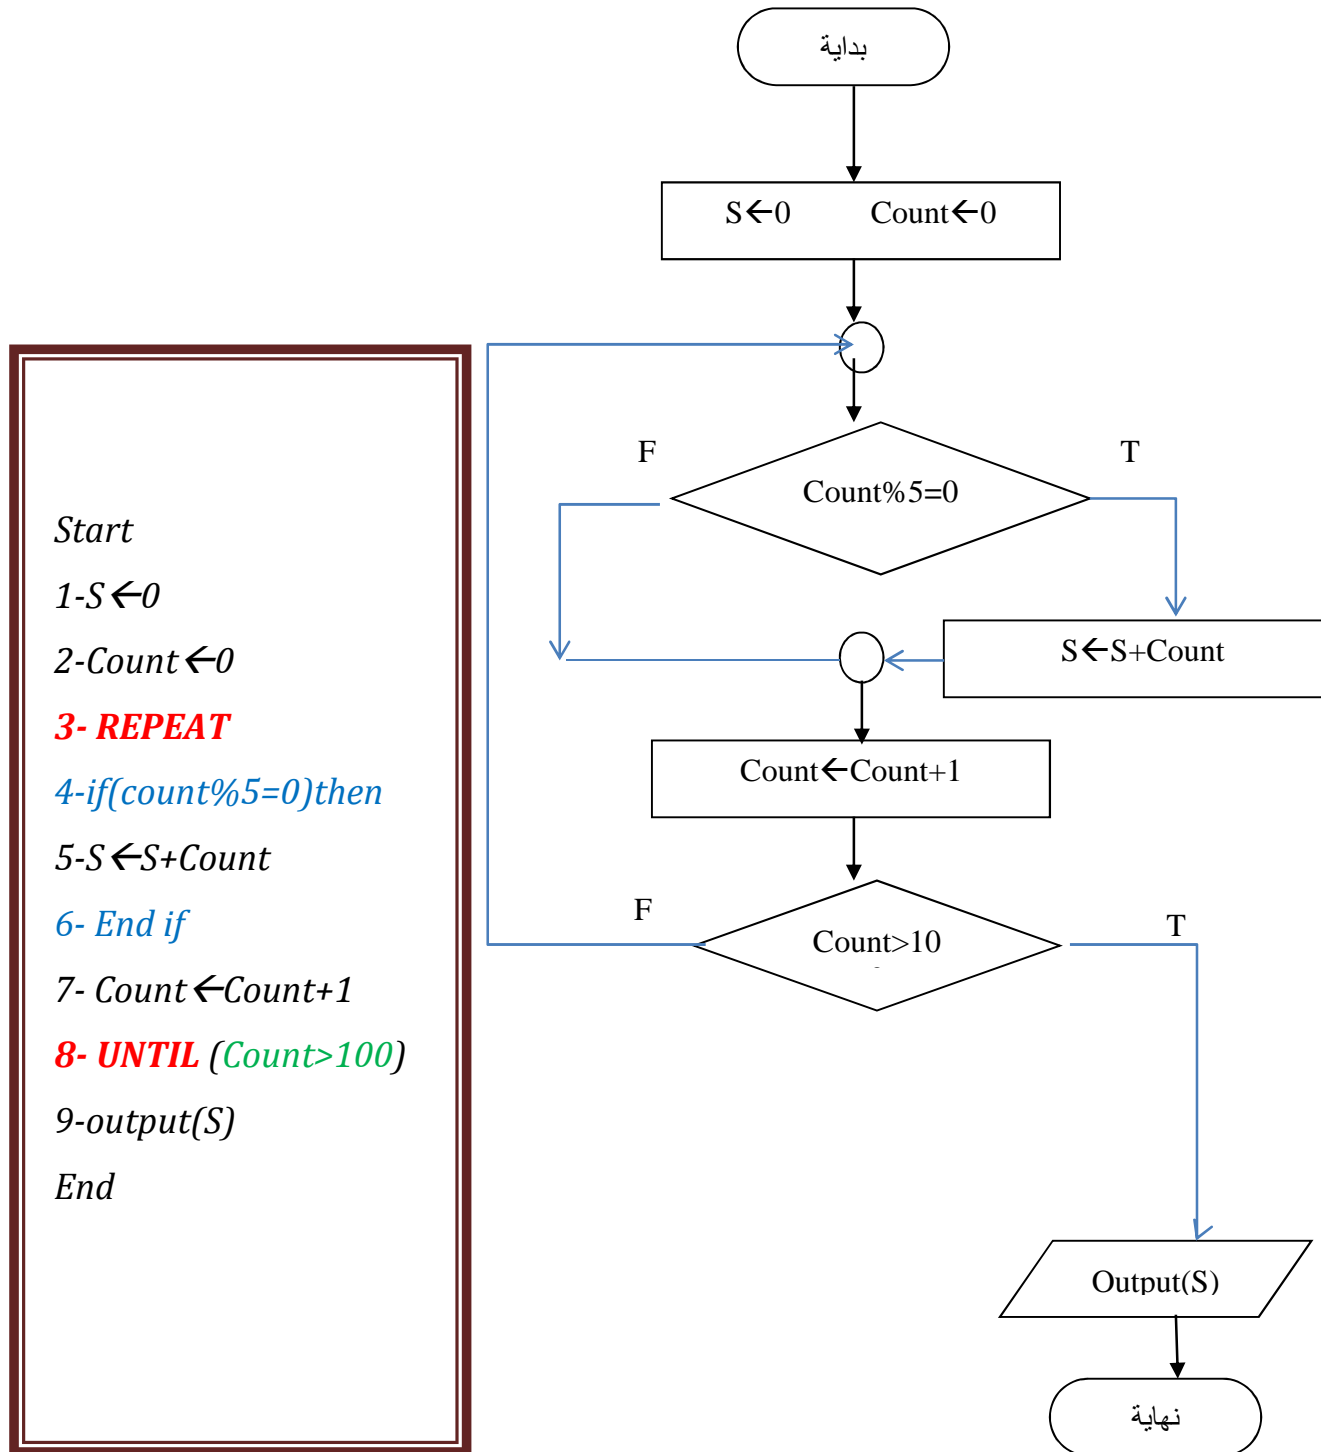 بداية
S←0 Count←0
F
T
Count%5=0
S←S+Count
Count←Count+1
F
T
Count>10
Output(S)
نهاية
Start
1-S←0
2-Count←0
3- REPEAT
4-if(count%5=0)then
5-S←S+Count
6- End if
7- Count←Count+1
8- UNTIL (Count>100)
9-output(S)
End